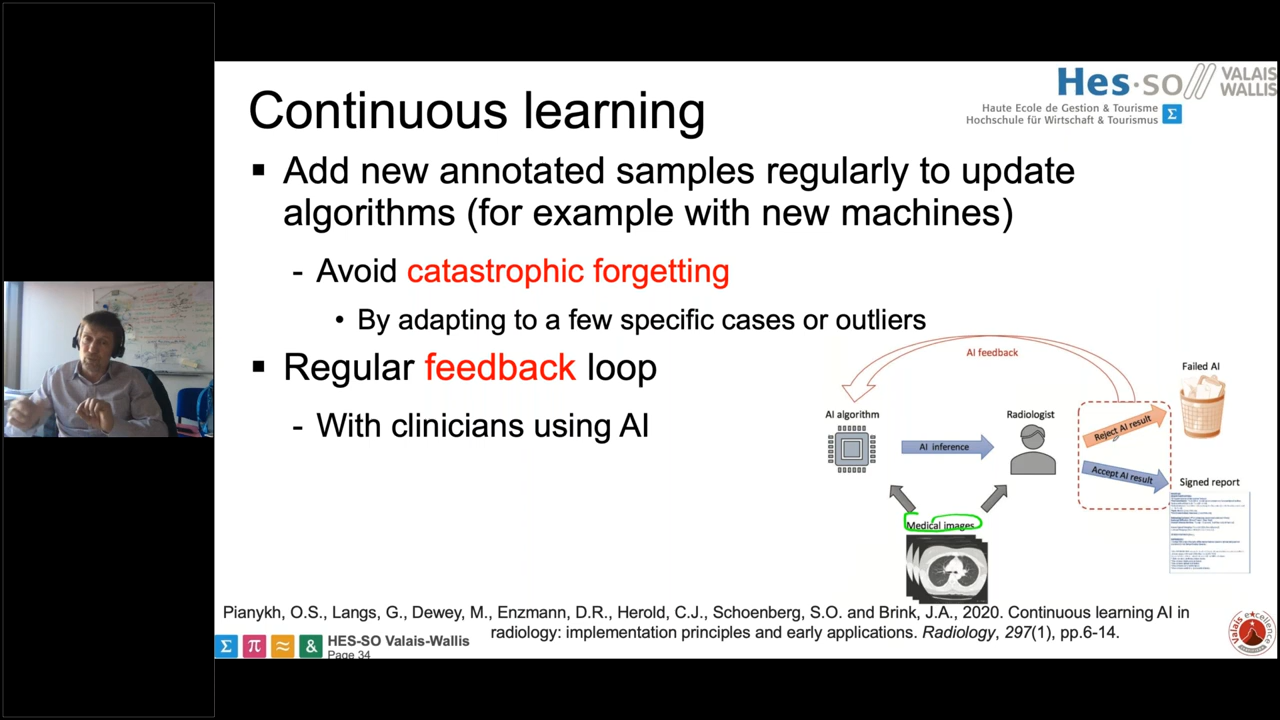 Hes·so
VALAIS
WALLIS
Haute Ecole de Gestion & Tourisme
Hochschule für Wirtschaft & Tourismus
Σ
Continuous learning
▪ Add new annotated samples regularly to update
algorithms (for example with new machines)
- Avoid catastrophic forgetting
• By adapting to a few specific cases or outliers
▪ Regular feedback loop
- With clinicians using AI
AI feedback
Failed AI
AI algorithm
Radiologist
Reject AI result
AI inference
Accept AI result
Signed report
Medical images
Pianykh, O.S., Langs, G., Dewey, M., Enzmann, D.R., Herold, C.J., Schoenberg, S.O. and Brink, J.A., 2020. Continuous learning AI in
radiology: implementation principles and early applications. Radiology, 297(1), pp.6-14.
Σ π ≈ &
HES-SO Valais-Wallis
Page 34